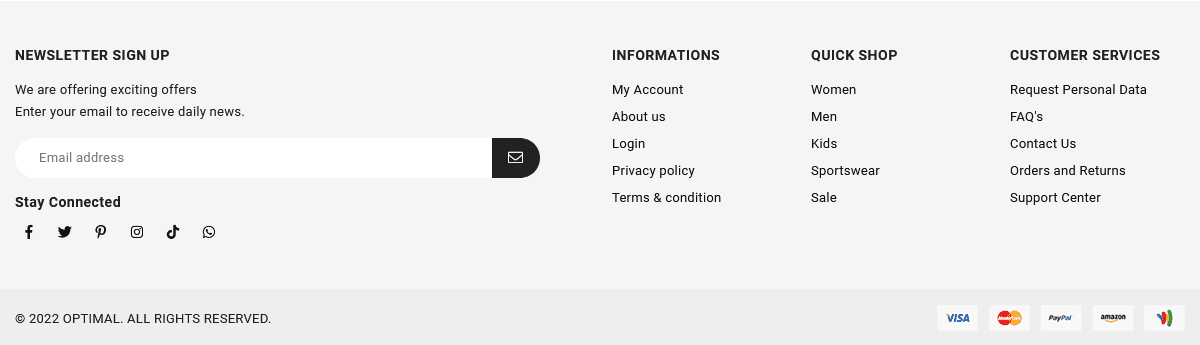 NEWSLETTER SIGN UP
We are offering exciting offers
Enter your email to receive daily news.
Email address
Stay Connected
INFORMATIONS
My Account
About us
Login
Privacy policy
Terms & condition
QUICK SHOP
Women
Men
Kids
Sportswear
Sale
CUSTOMER SERVICES
Request Personal Data
FAQ's
Contact Us
Orders and Returns
Support Center
© 2022 OPTIMAL. ALL RIGHTS RESERVED.
VISA
MasterCard
PayPal
amazon